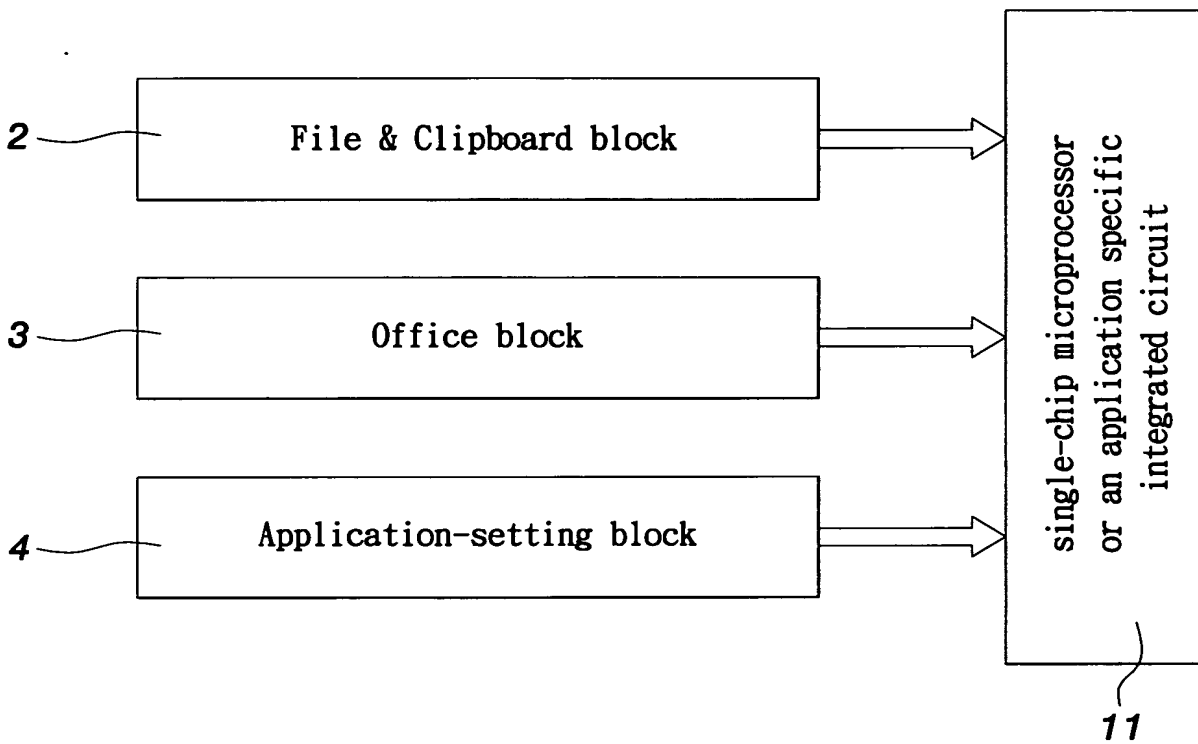 2
File & Clipboard block
3
Office block
4
Application-setting block
single-chip microprocessor
or an application specific
integrated circuit
11